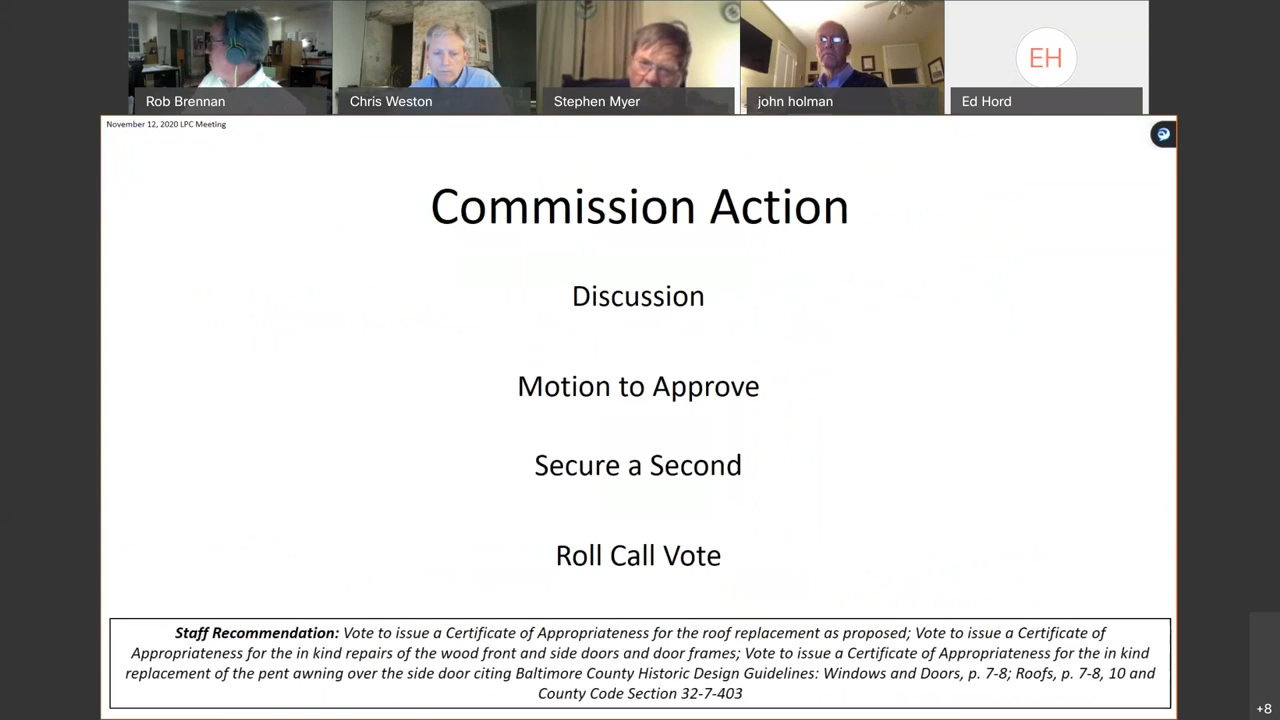 Rob Brennan
Chris Weston
Stephen Myer
john holman
EH
Ed Hord
November 12, 2020 LPC Meeting
Commission Action
Discussion
Motion to Approve
Secure a Second
Roll Call Vote
Staff Recommendation: Vote to issue a Certificate of Appropriateness for the roof replacement as proposed; Vote to issue a Certificate of
Appropriateness for the in kind repairs of the wood front and side doors and door frames; Vote to issue a Certificate of Appropriateness for the in kind
replacement of the pent awning over the side door citing Baltimore County Historic Design Guidelines: Windows and Doors, p. 7-8; Roofs, p. 7-8, 10 and
County Code Section 32-7-403
+8